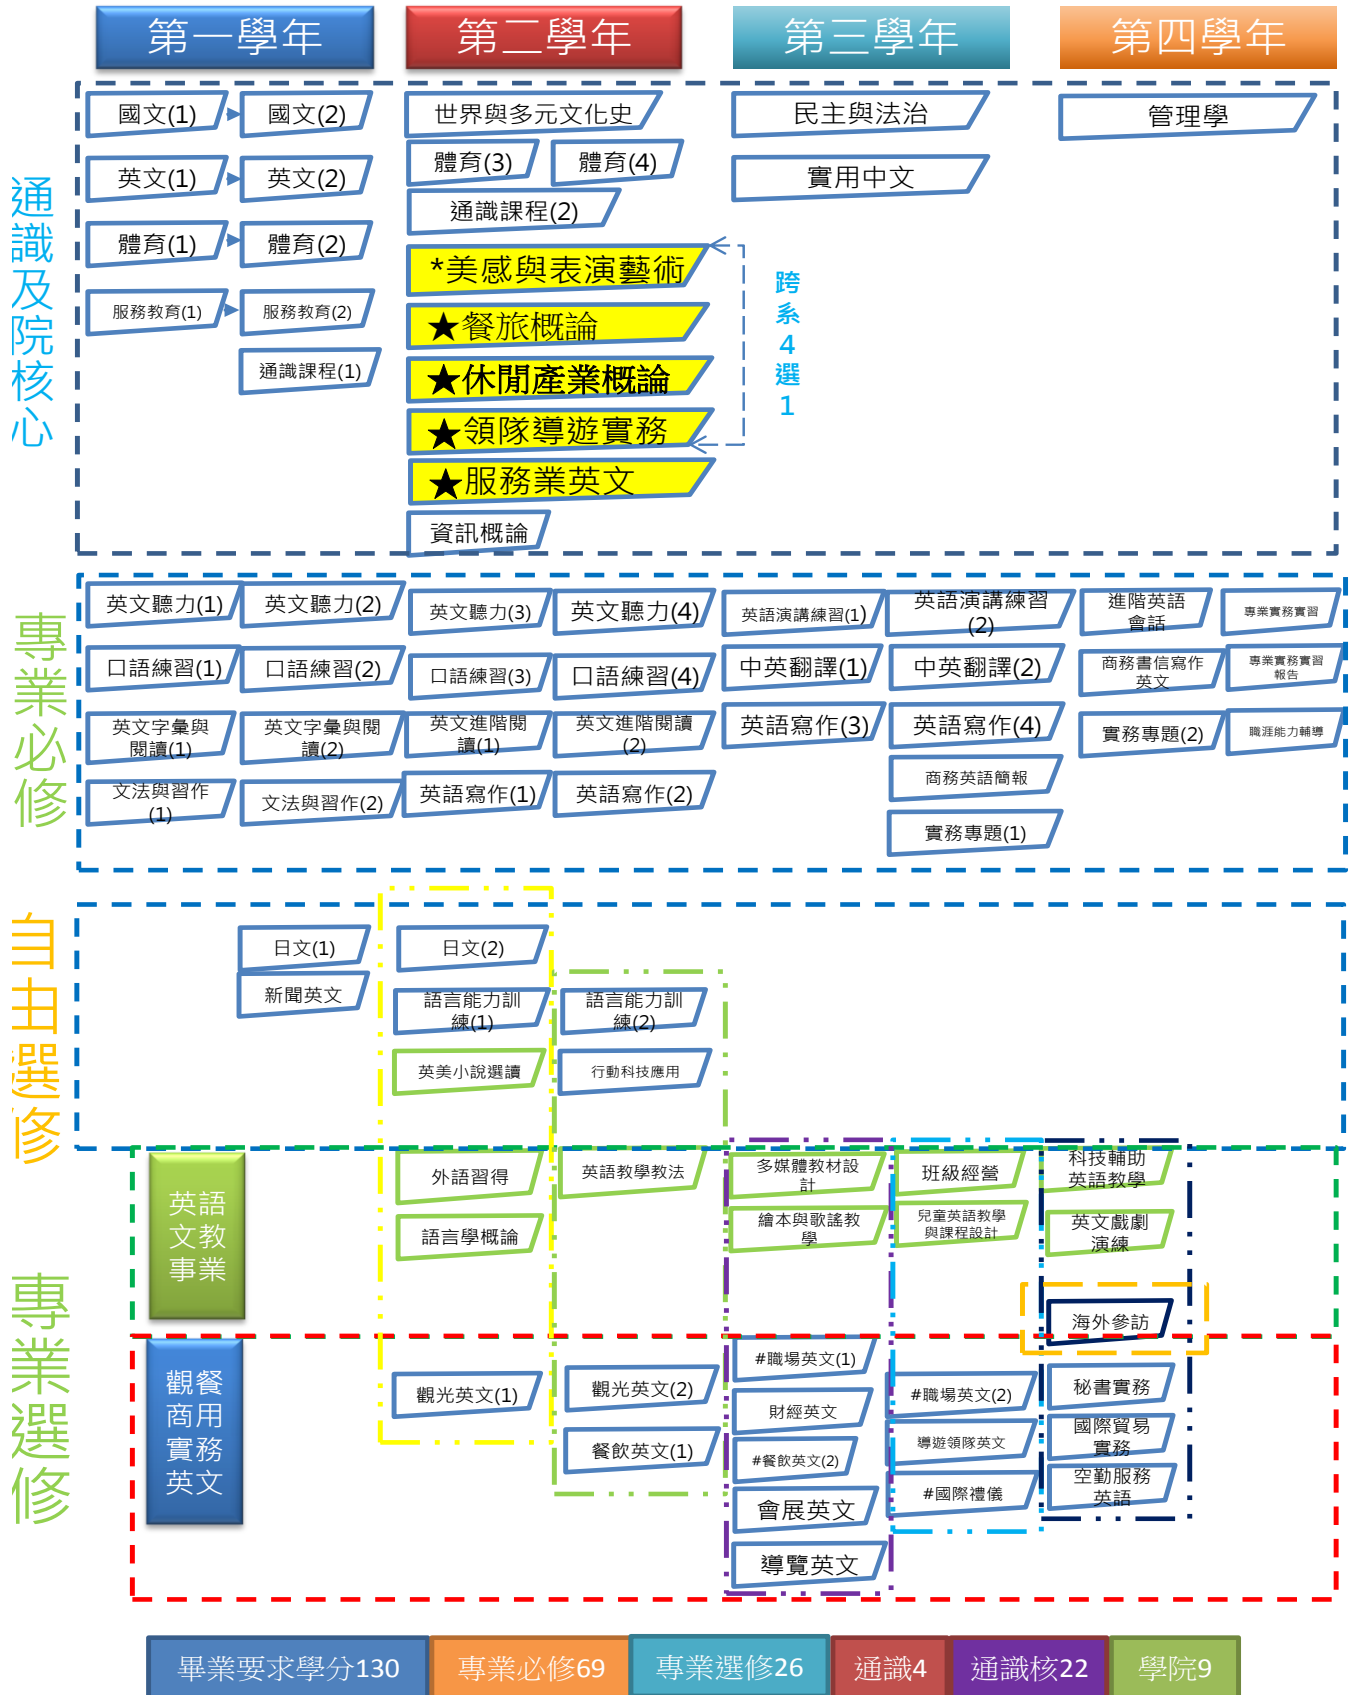 第一學年
第二學年
第三學年
第四學年
通識及院核心
國文(1)
國文(2)
英文(1)
英文(2)
體育(1)
體育(2)
服務教育(1)
服務教育(2)
通識課程(1)
世界與多元文化史
體育(3)
體育(4)
通識課程(2)
*美感與表演藝術
★餐旅概論
★休閒產業概論
★領隊導遊實務
★服務業英文
資訊概論
跨
系
4
選
1
民主與法治
實用中文
管理學
專業必修
英文聽力(1)
英文聽力(2)
英文聽力(3)
英文聽力(4)
英語演講練習(1)
英語演講練習
(2)
進階英語
會話
專業實務實習
口語練習(1)
口語練習(2)
口語練習(3)
口語練習(4)
中英翻譯(1)
中英翻譯(2)
商務書信寫作
英文
專業實務實習
報告
英文字彙與
閱讀(1)
英文字彙與閱
讀(2)
英文進階閱
讀(1)
英文進階閱讀
(2)
英語寫作(3)
英語寫作(4)
實務專題(2)
職涯能力輔導
文法與習作
(1)
文法與習作(2)
英語寫作(1)
英語寫作(2)
商務英語簡報
實務專題(1)
自由選修
日文(1)
日文(2)
新聞英文
語言能力訓
練(1)
語言能力訓
練(2)
英美小說選讀
行動科技應用
專業選修
英語
文教
事業
外語習得
英語教學教法
多媒體教材設
計
班級經營
科技輔助
英語教學
語言學概論
繪本與歌謠教
學
兒童英語教學
與課程設計
英文戲劇
演練
海外參訪
觀餐
商用
實務
英文
觀光英文(1)
觀光英文(2)
餐飲英文(1)
#職場英文(1)
財經英文
#餐飲英文(2)
會展英文
導覽英文
#職場英文(2)
導遊領隊英文
#國際禮儀
秘書實務
國際貿易
實務
空勤服務
英語
畢業要求學分130
專業必修69
專業選修26
通識4
通識核22
學院9